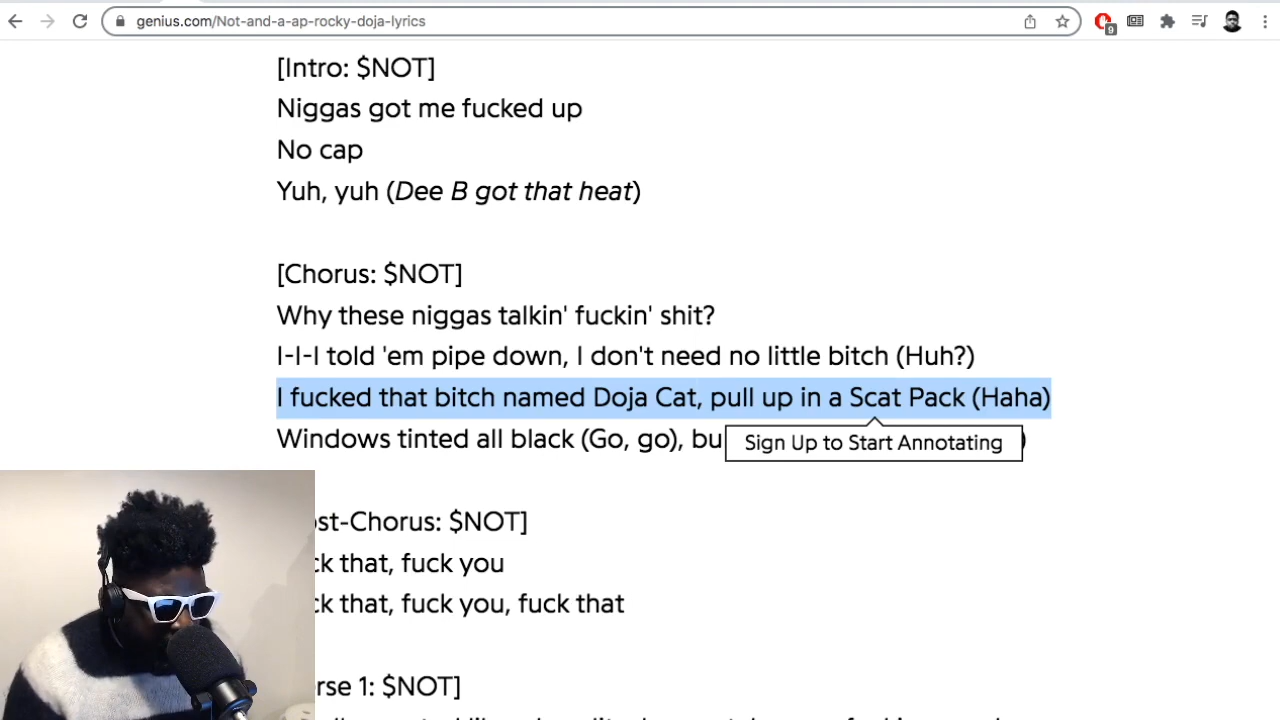 genius.com/Not-and-a-ap-rocky-doja-lyrics
9
[Intro: $NOT]
Niggas got me fucked up
No cap
Yuh, yuh (Dee B got that heat)
[Chorus: $NOT]
Why these niggas talkin' fuckin' shit?
I-I-I told 'em pipe down, I don't need no little bitch (Huh?)
I fucked that bitch named Doja Cat, pull up in a Scat Pack (Haha)
Windows tinted all black (Go, go), bu
Sign Up to Start Annotating
st-Chorus: $NOT]
ck that, fuck you
ck that, fuck you, fuck that
rse 1: $NOT]